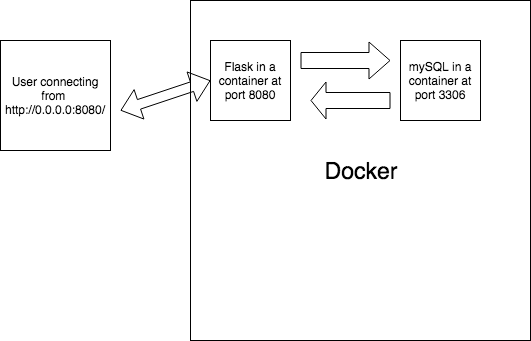 User connecting
from
http://0.0.0.0:8080/
Flask in a
container at
port 8080
mySQL in a
container at
port 3306
Docker